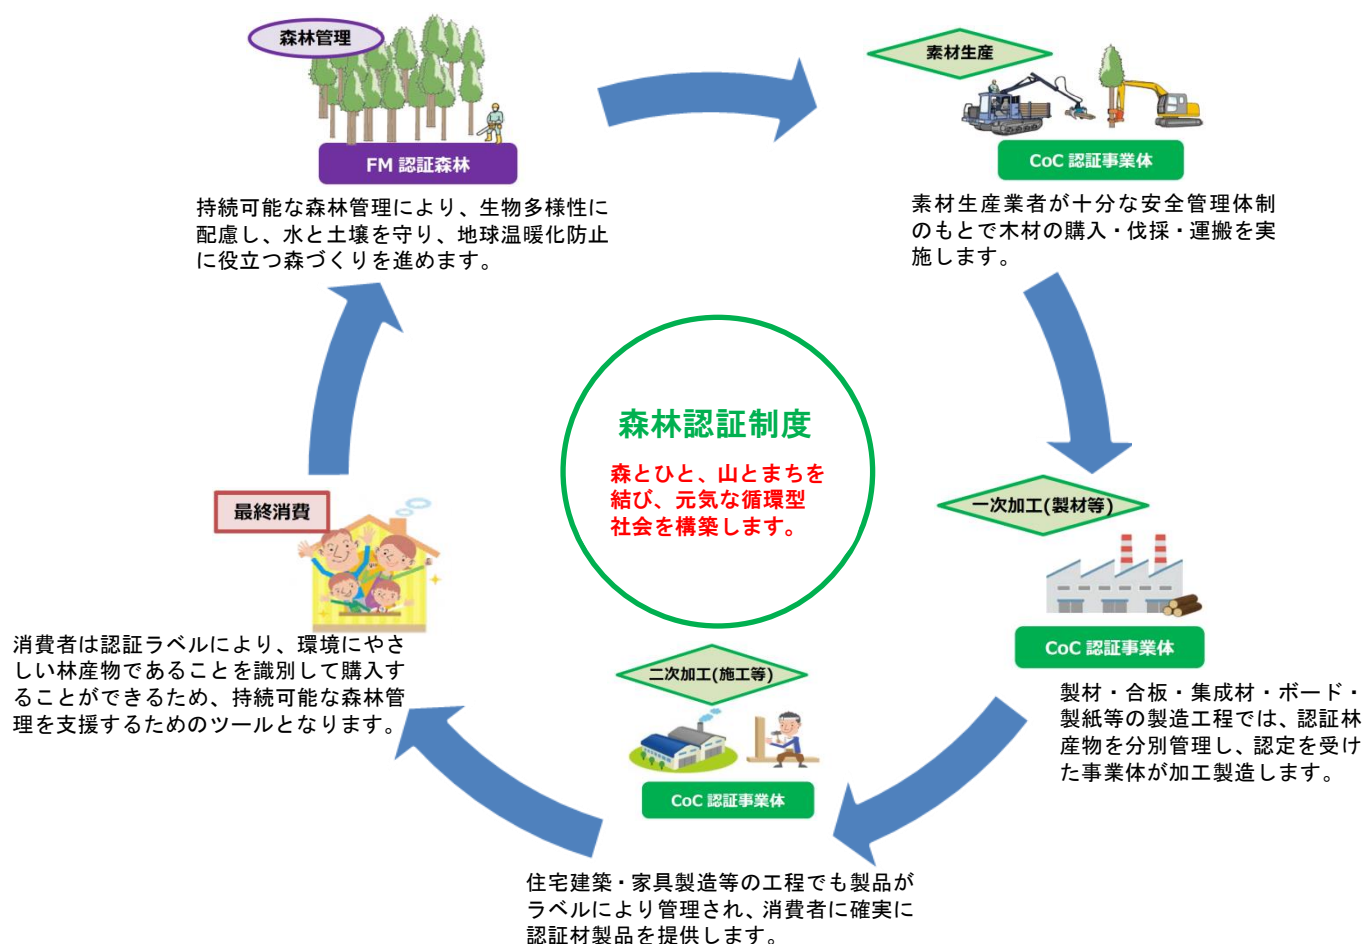 森林管理
FM 認証森林
持続可能な森林管理により、生物多様性に
配慮し、水と土壌を守り、地球温暖化防止
に役立つ森づくりを進めます。
素材生産
CoC 認証事業体
素材生産業者が十分な安全管理体制
のもとで木材の購入・伐採・運搬を実
施します。
森林認証制度
森とひと、山とまちを
結び、元気な循環型
社会を構築します。
一次加工(製材等)
CoC 認証事業体
製材・合板・集成材・ボード・
製紙等の製造工程では、認証林
産物を分別管理し、認定を受け
た事業体が加工製造します。
二次加工(施工等)
CoC 認証事業体
住宅建築・家具製造等の工程でも製品が
ラベルにより管理され、消費者に確実に
認証材製品を提供します。
最終消費
消費者は認証ラベルにより、環境にやさ
しい林産物であることを識別して購入す
ることができるため、持続可能な森林管
理を支援するためのツールとなります。